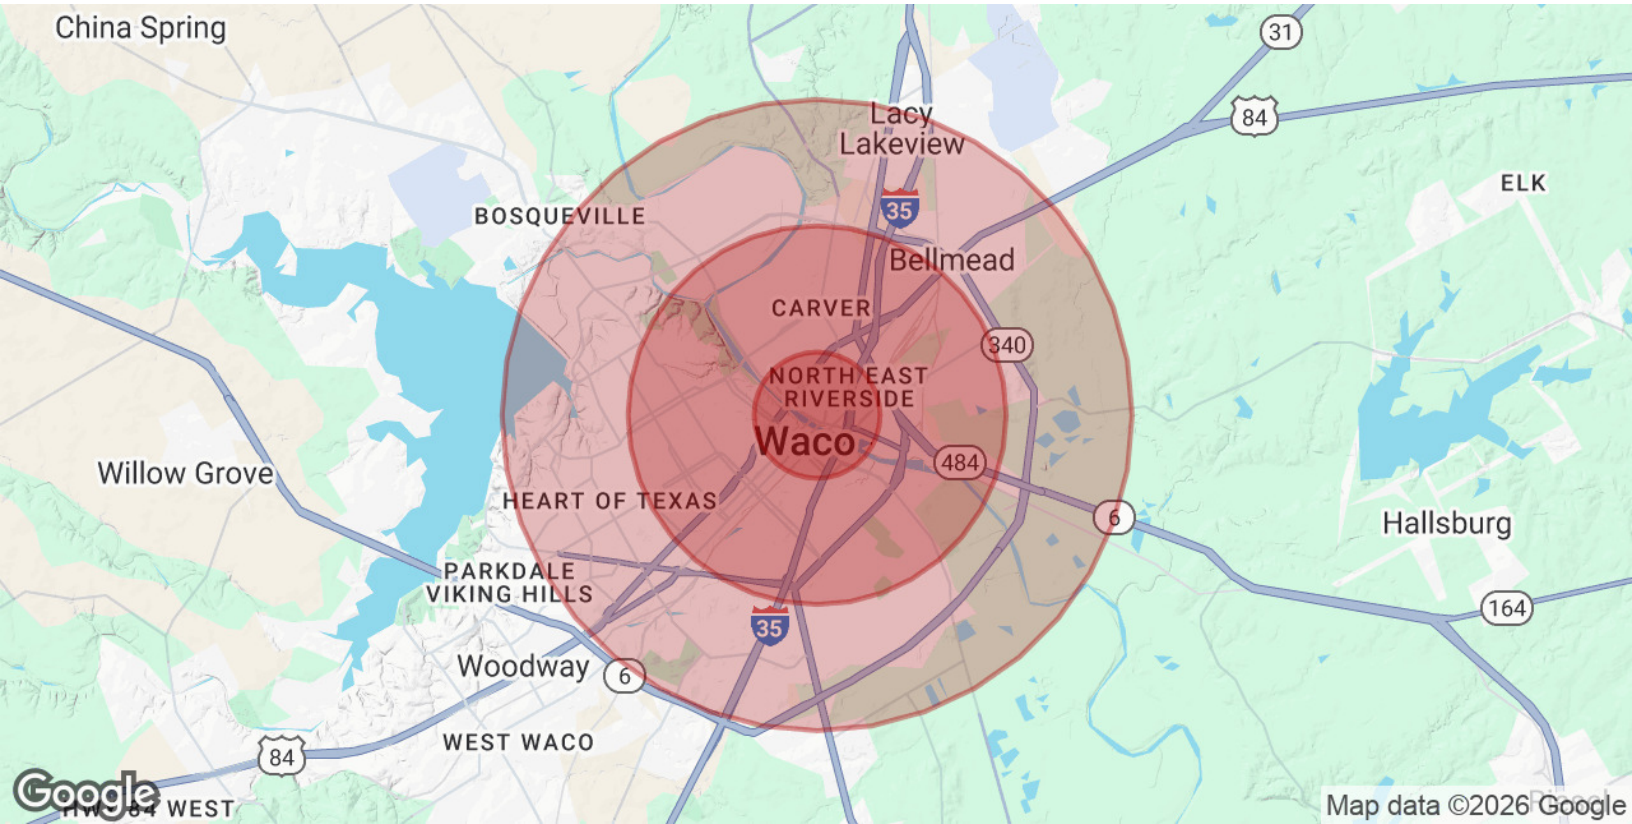 China Spring
31
Lacy
Lakeview
84
ELK
BOSQUEVILLE
35
Bellmead
CARVER
340
NORTH EAST
RIVERSIDE
Waco
484
Willow Grove
HEART OF TEXAS
6
Hallsburg
PARKDALE
VIKING HILLS
164
35
Woodway
6
WEST WACO
84
Google
HWY 84 WEST
Map data ©2026 Google